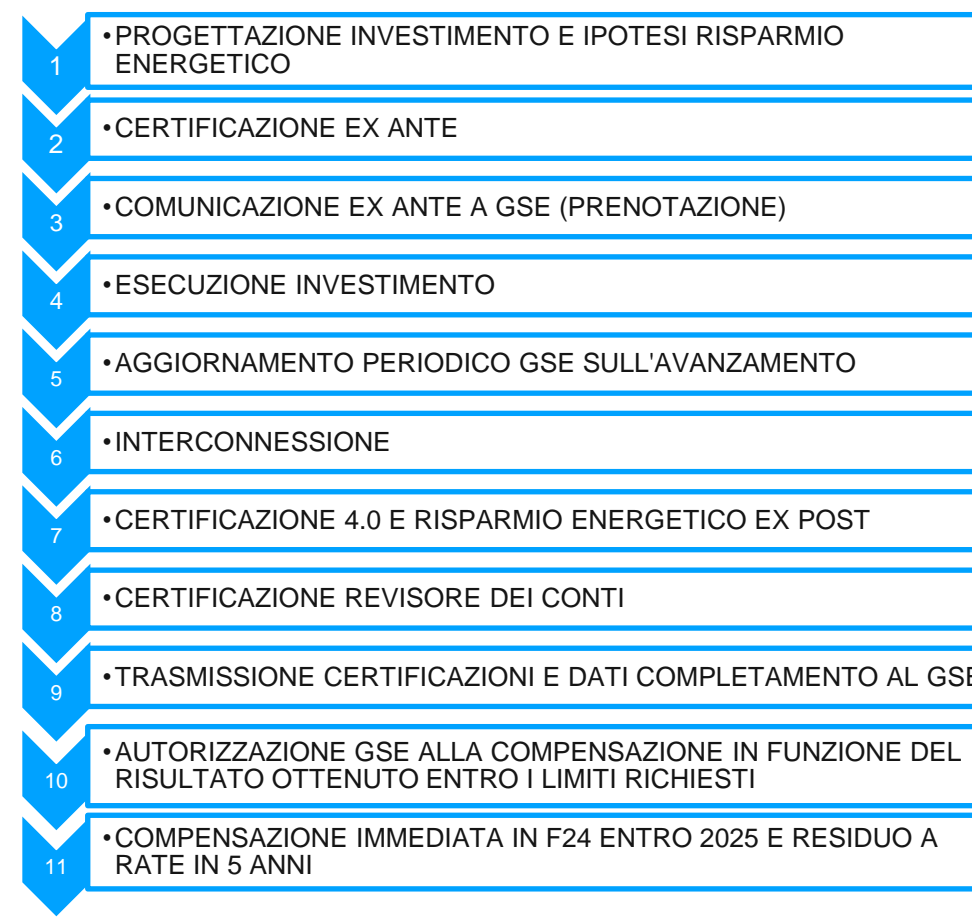 1
•PROGETTAZIONE INVESTIMENTO E IPOTESI RISPARMIO
ENERGETICO
2
•CERTIFICAZIONE EX ANTE
3
•COMUNICAZIONE EX ANTE A GSE (PRENOTAZIONE)
4
•ESECUZIONE INVESTIMENTO
5
•AGGIORNAMENTO PERIODICO GSE SULL'AVANZAMENTO
6
•INTERCONNESSIONE
7
•CERTIFICAZIONE 4.0 E RISPARMIO ENERGETICO EX POST
8
•CERTIFICAZIONE REVISORE DEI CONTI
9
•TRASMISSIONE CERTIFICAZIONI E DATI COMPLETAMENTO AL GSE
10
•AUTORIZZAZIONE GSE ALLA COMPENSAZIONE IN FUNZIONE DEL
RISULTATO OTTENUTO ENTRO I LIMITI RICHIESTI
11
•COMPENSAZIONE IMMEDIATA IN F24 ENTRO 2025 E RESIDUO A
RATE IN 5 ANNI